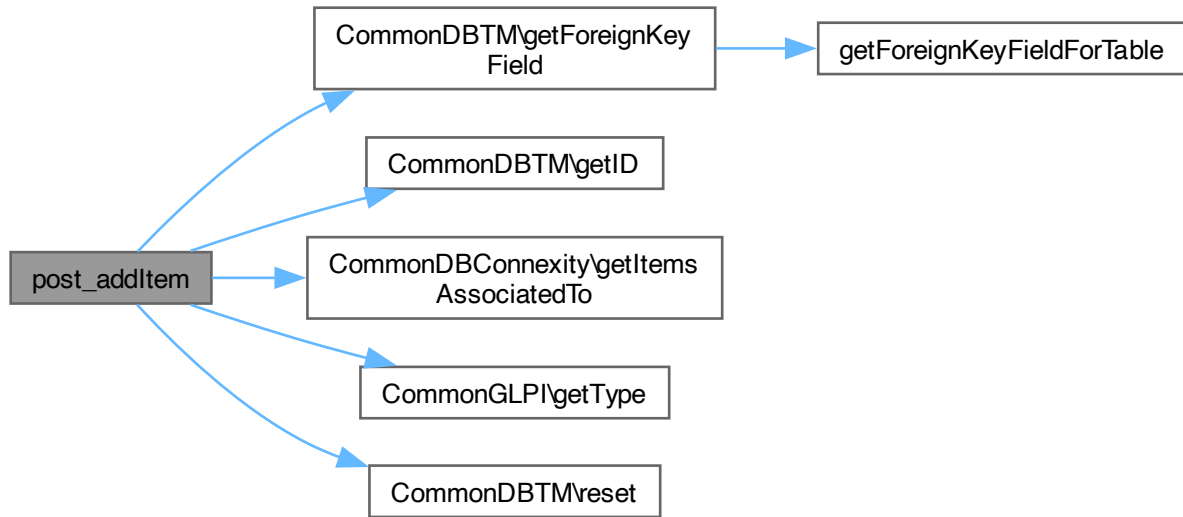 CommonDBTM\getForeignKey
Field
getForeignKeyFieldForTable
CommonDBTM\getID
post_addItem
CommonDBConnexity\getItems
AssociatedTo
CommonGLPI\getType
CommonDBTM\reset